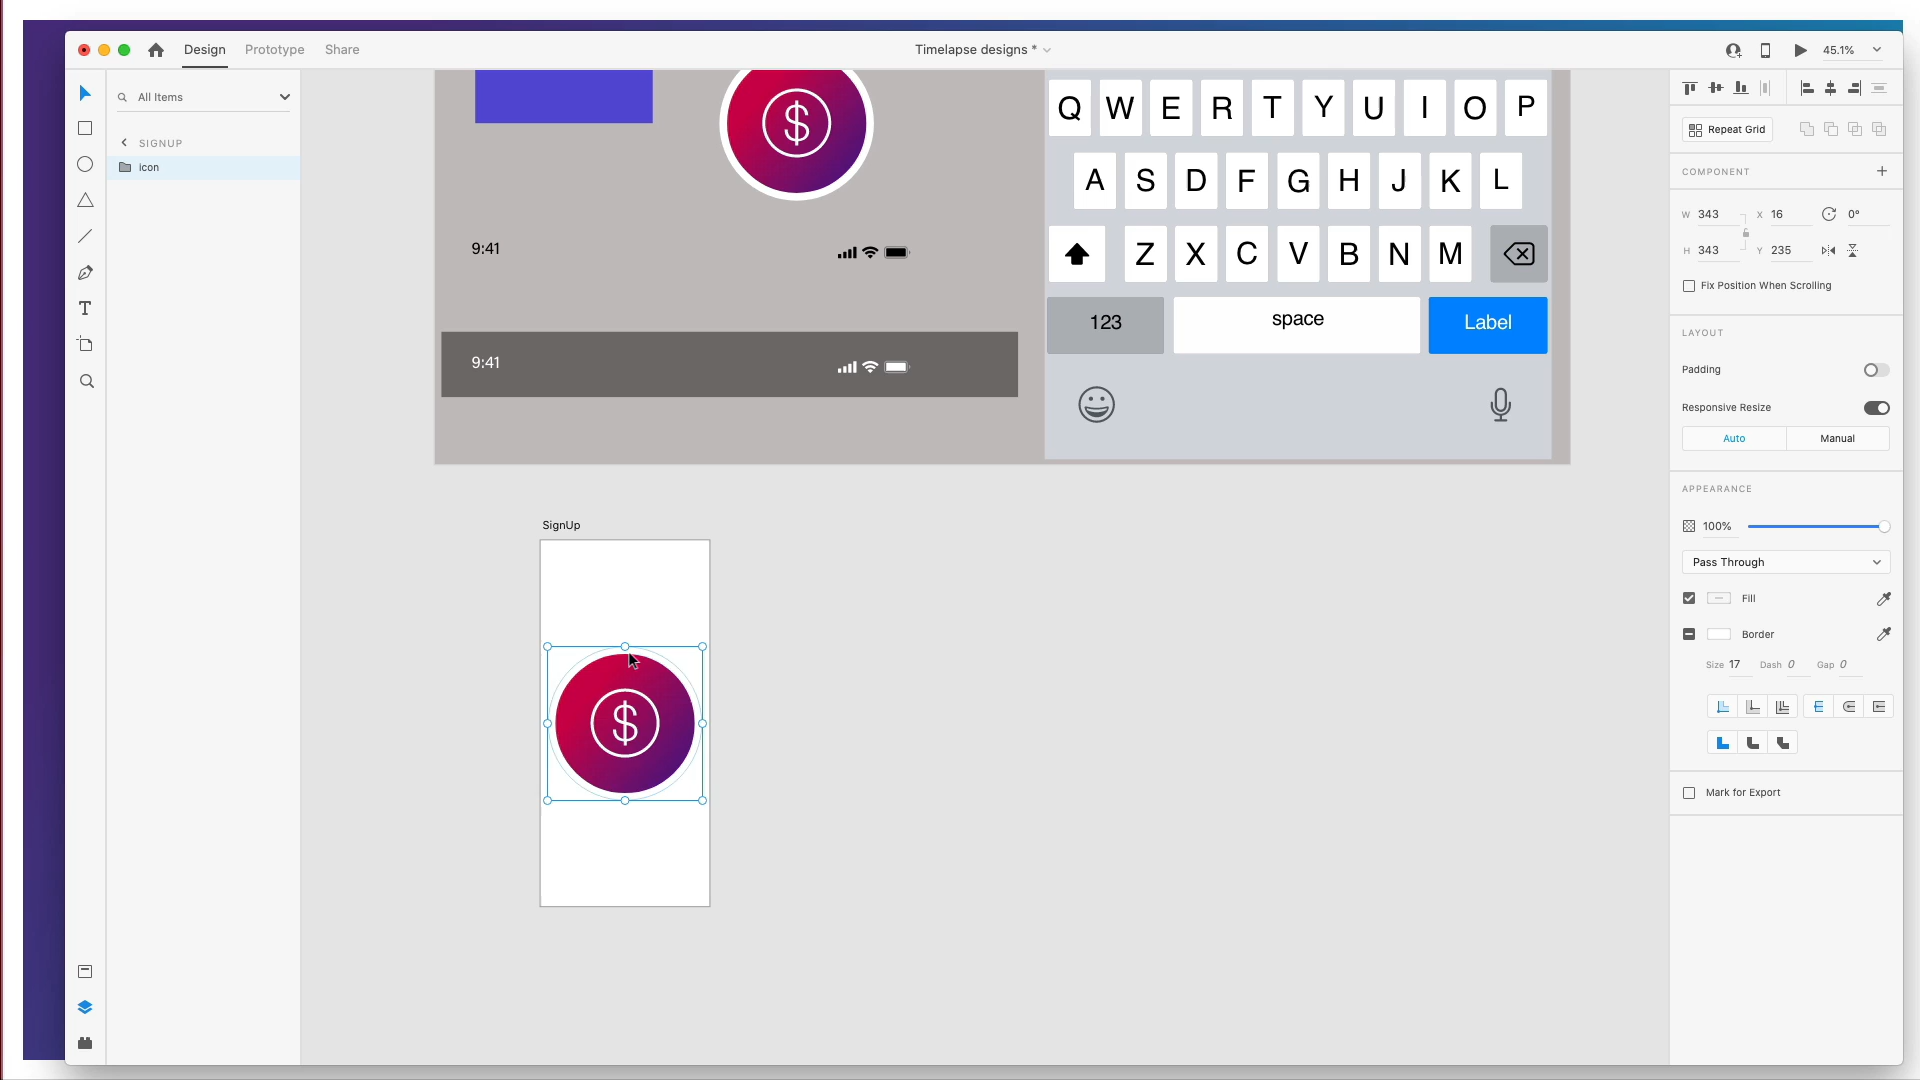 Design Prototype Share
Timelapse designs *
45.1%
All Items
SIGNUP
icon
$
Q W E R T Y U I O P
A S D F G H J K L
Z X C V B N M
123 space Label
9:41
9:41
SignUp
$
Repeat Grid
COMPONENT
W 343 X 16 0°
H 343 Y 235
Fix Position When Scrolling
LAYOUT
Padding
Responsive Resize
Auto Manual
APPEARANCE
100%
Pass Through
Fill
Border
Size 17 Dash 0 Gap 0
Mark for Export